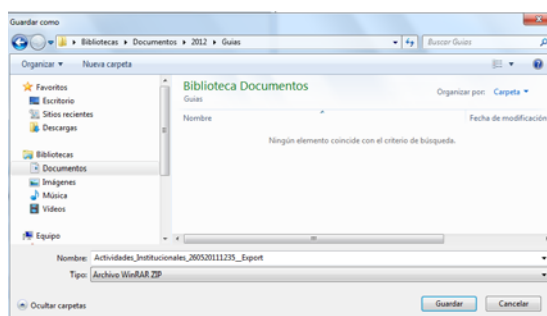 Guardar como
Bibliotecas ▸ Documentos ▸ 2012 ▸ Guias
Buscar Guias
Organizar
Nueva carpeta
Favoritos
Escritorio
Sitios recientes
Descargas
Bibliotecas
Documentos
Imágenes
Música
Vídeos
Equipo
Biblioteca Documentos
Guias
Organizar por: Carpeta
Nombre
Fecha de modificación
Ningún elemento coincide con el criterio de búsqueda.
Nombre: Actividades_Institucionales_260520111235__Export
Tipo: Archivo WinRAR ZIP
Ocultar carpetas
Guardar
Cancelar